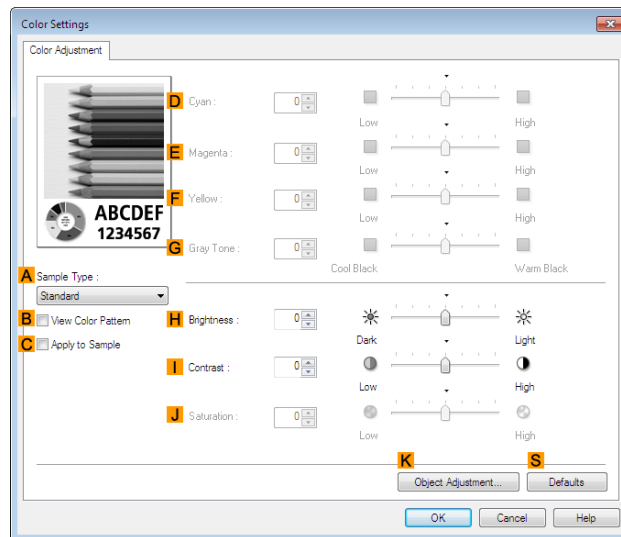 Color Settings
Color Adjustment
D Cyan : 0
Low High
E Magenta : 0
Low High
F Yellow : 0
Low High
ABCDEF
1234567
G Gray Tone : 0
Cool Black Warm Black
A Sample Type :
Standard
B View Color Pattern
H Brightness : 0
Dark Light
C Apply to Sample
I Contrast : 0
Low High
J Saturation : 0
Low High
K S
Object Adjustment... Defaults
OK Cancel Help